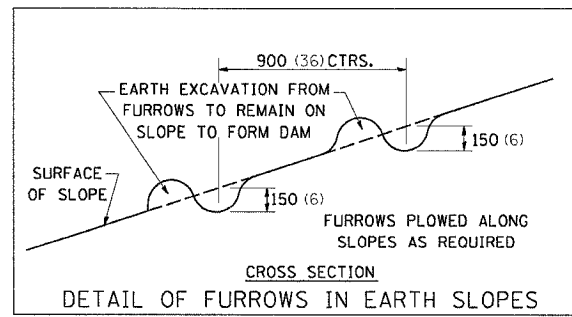 900 (36) CTRS.
EARTH EXCAVATION FROM
FURROWS TO REMAIN ON
SLOPE TO FORM DAM
150 (6)
SURFACE
OF SLOPE
150 (6)
FURROWS PLOWED ALONG
SLOPES AS REQUIRED
CROSS SECTION
DETAIL OF FURROWS IN EARTH SLOPES